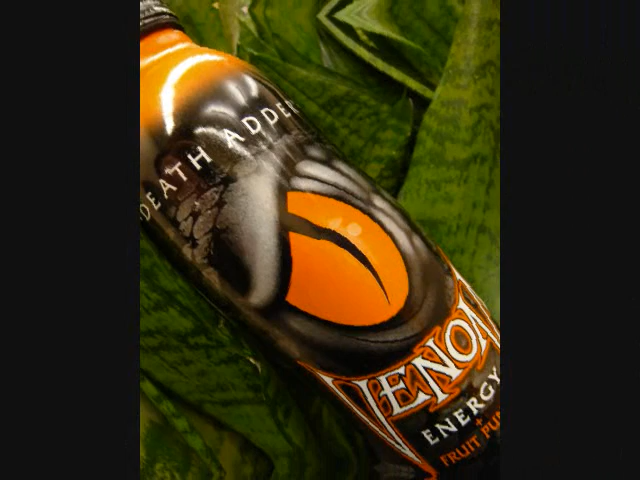 DEATH ADDER
VENOM
ENERGY
+
FRUIT PU